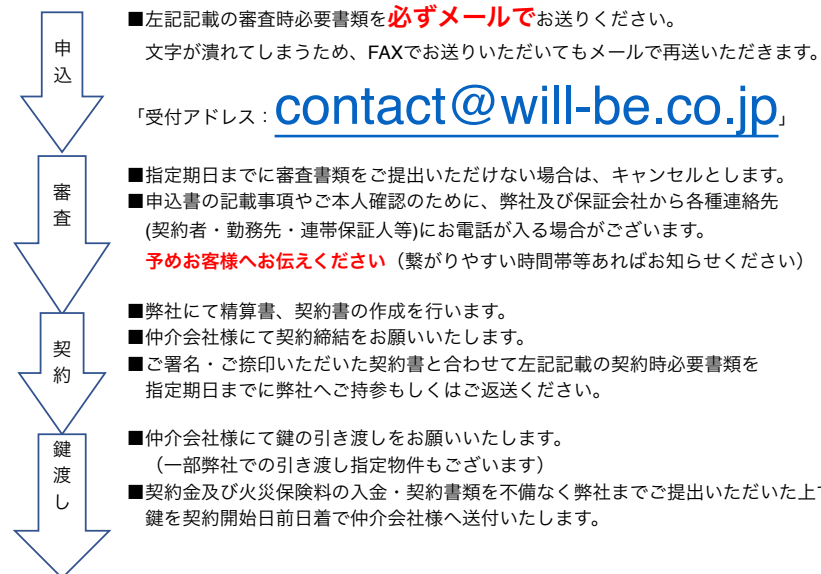 申込
■左記記載の審査時必要書類を必ずメールでお送りください。
文字が潰れてしまうため、FAXでお送りいただいてもメールで再送いただきます。
「受付アドレス：contact@will-be.co.jp」
審査
■指定期日までに審査書類をご提出いただけない場合は、キャンセルとします。
■申込書の記載事項やご本人確認のために、弊社及び保証会社から各種連絡先
(契約者・勤務先・連帯保証人等)にお電話が入る場合がございます。
予めお客様へお伝えください（繋がりやすい時間帯等あればお知らせください）
契約
■弊社にて精算書、契約書の作成を行います。
■仲介会社様にて契約締結をお願いいたします。
■ご署名・ご捺印いただいた契約書と合わせて左記記載の契約時必要書類を
指定期日までに弊社へご持参もしくはご返送ください。
鍵渡し
■仲介会社様にて鍵の引き渡しをお願いいたします。
（一部弊社での引き渡し指定物件もございます）
■契約金及び火災保険料の入金・契約書類を不備なく弊社までご提出いただいた上で
鍵を契約開始日前日着で仲介会社様へ送付いたします。